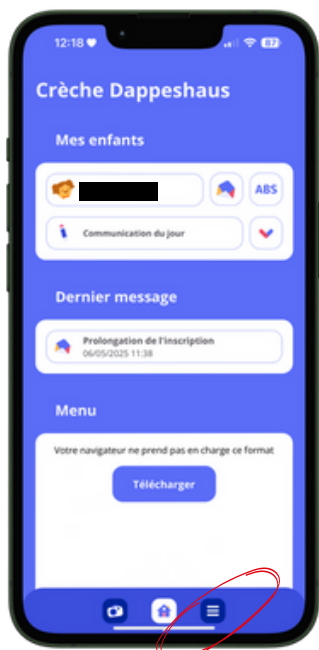 12:18
87
Crèche Dappeshaus
Mes enfants
ABS
Communication du jour
Dernier message
Prolongation de l'inscription
06/05/2025 11:38
Menu
Votre navigateur ne prend pas en charge ce format
Télécharger